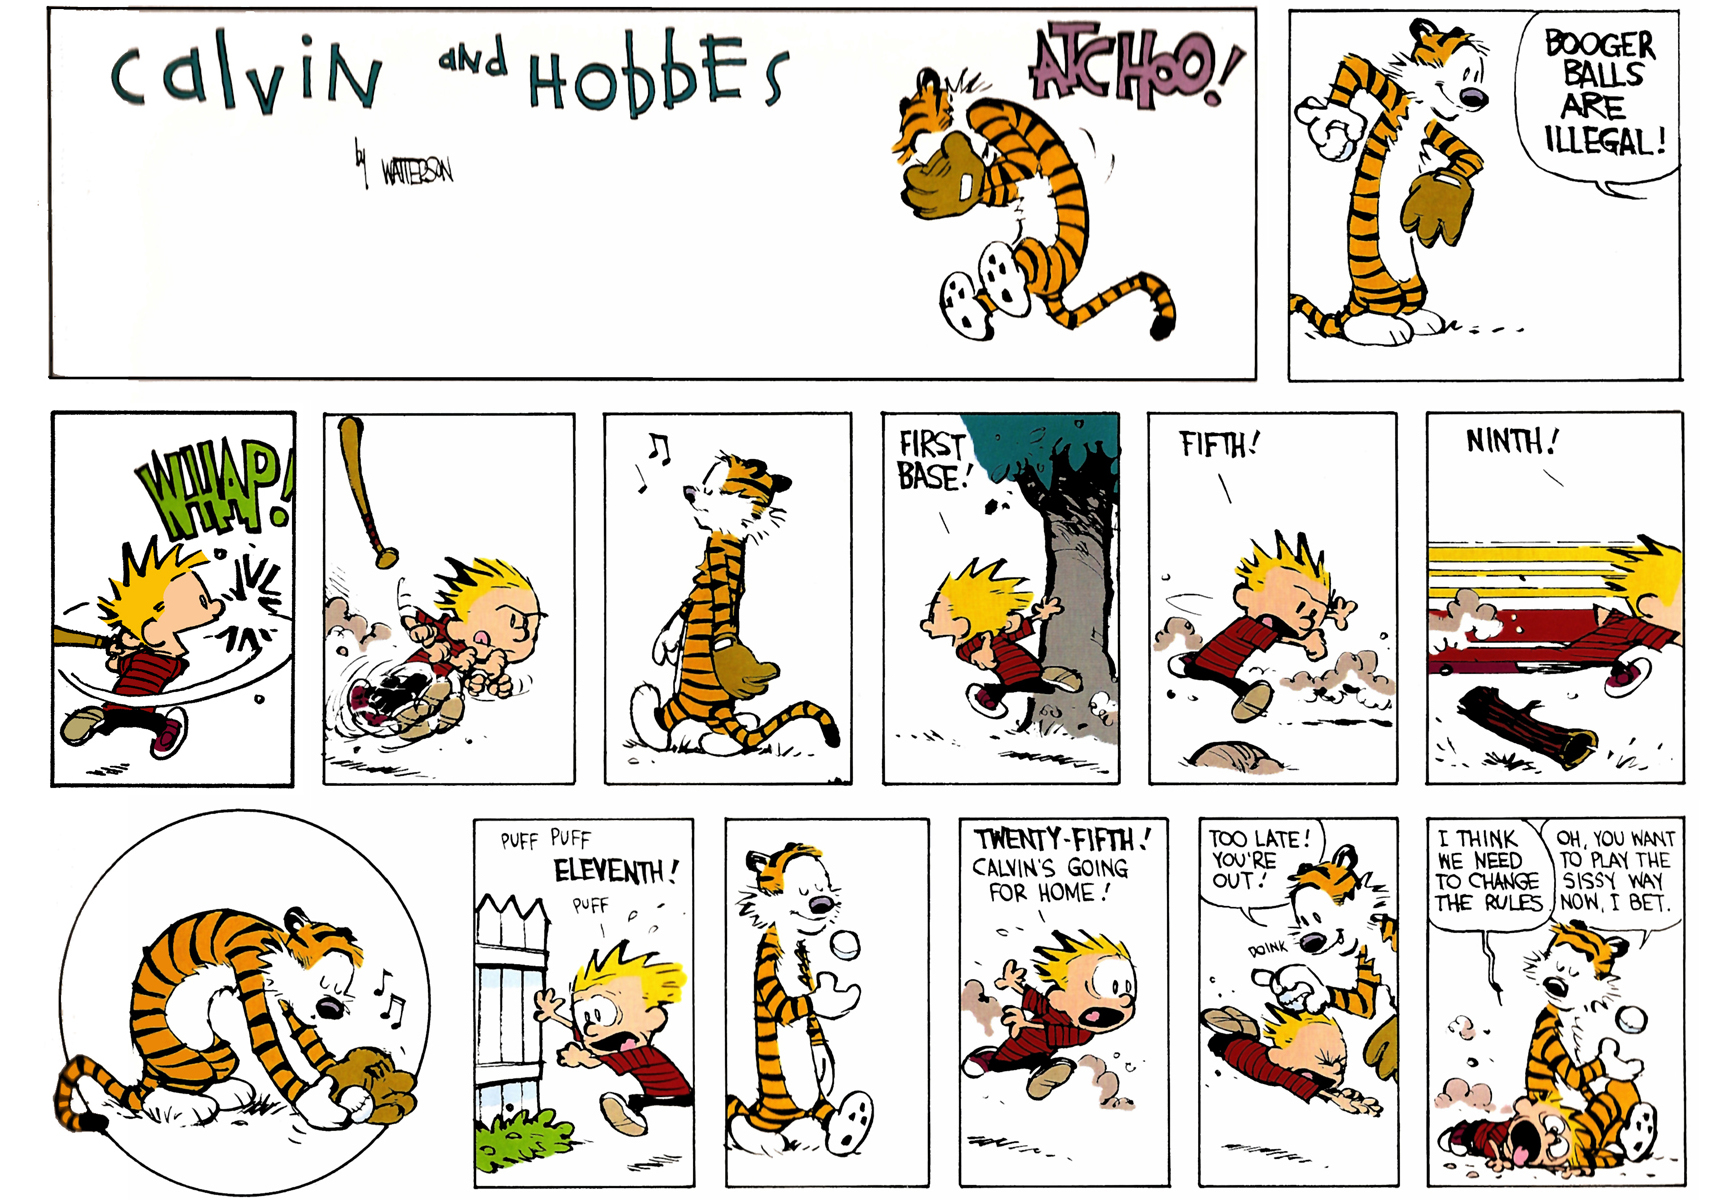 Calvin and HobbEs
by WATTERSON
ATCHOO!
BOOGER
BALLS
ARE
ILLEGAL!
WHAP!
FIRST
BASE!
FIFTH!
NINTH!
PUFF PUFF
ELEVENTH!
PUFF
TWENTY-FIFTH!
CALVIN'S GOING
FOR HOME!
TOO LATE!
YOU'RE
OUT!
DOINK
I THINK
WE NEED
TO CHANGE
THE RULES
OH, YOU WANT
TO PLAY THE
SISSY WAY
NOW, I BET.